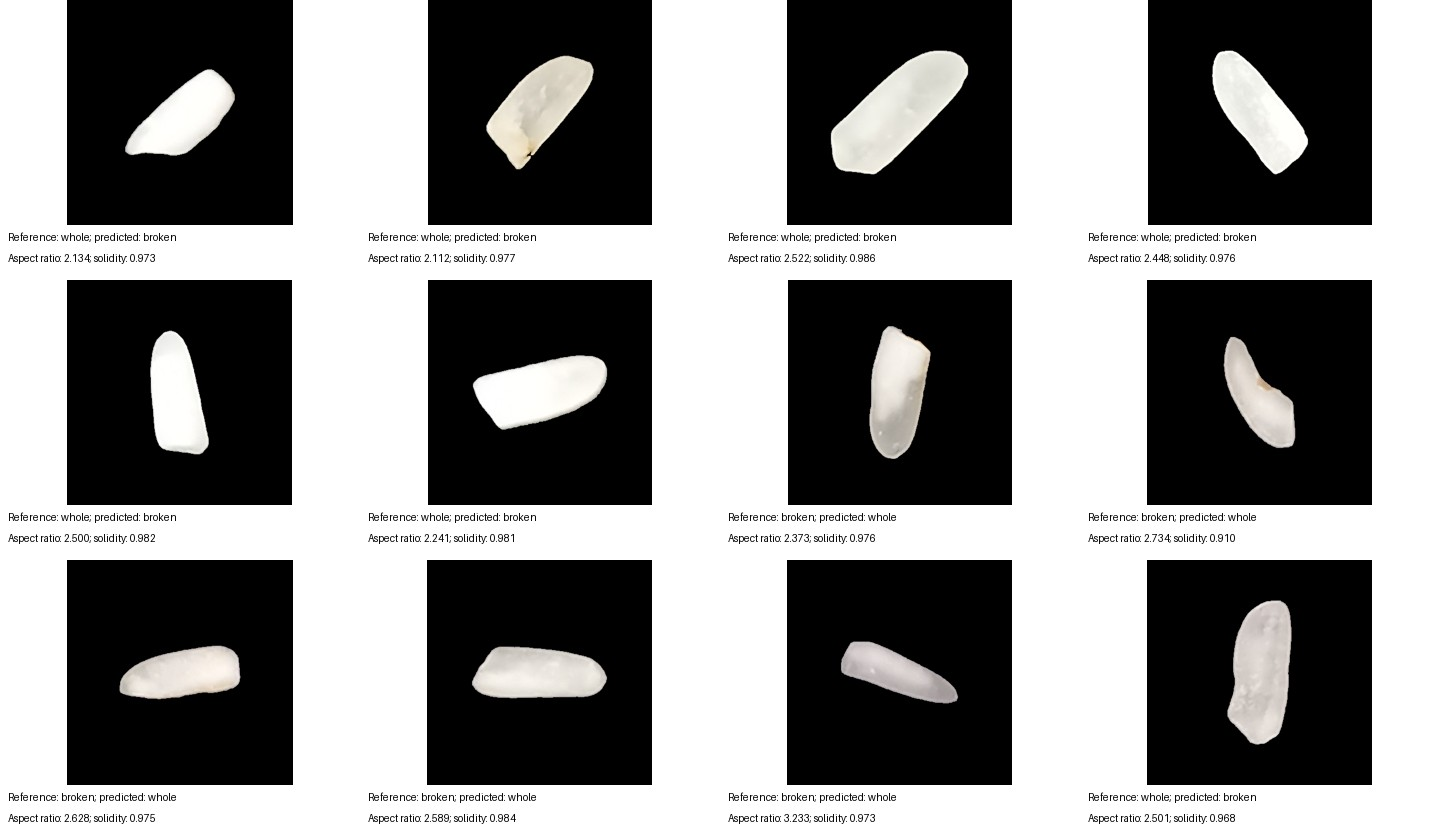 Reference: whole; predicted: broken
Aspect ratio: 2.134; solidity: 0.973
Reference: whole; predicted: broken
Aspect ratio: 2.112; solidity: 0.977
Reference: whole; predicted: broken
Aspect ratio: 2.522; solidity: 0.986
Reference: whole; predicted: broken
Aspect ratio: 2.448; solidity: 0.976
Reference: whole; predicted: broken
Aspect ratio: 2.500; solidity: 0.982
Reference: whole; predicted: broken
Aspect ratio: 2.241; solidity: 0.981
Reference: broken; predicted: whole
Aspect ratio: 2.373; solidity: 0.976
Reference: broken; predicted: whole
Aspect ratio: 2.734; solidity: 0.910
Reference: broken; predicted: whole
Aspect ratio: 2.628; solidity: 0.975
Reference: broken; predicted: whole
Aspect ratio: 2.589; solidity: 0.984
Reference: broken; predicted: whole
Aspect ratio: 3.233; solidity: 0.973
Reference: whole; predicted: broken
Aspect ratio: 2.501; solidity: 0.968